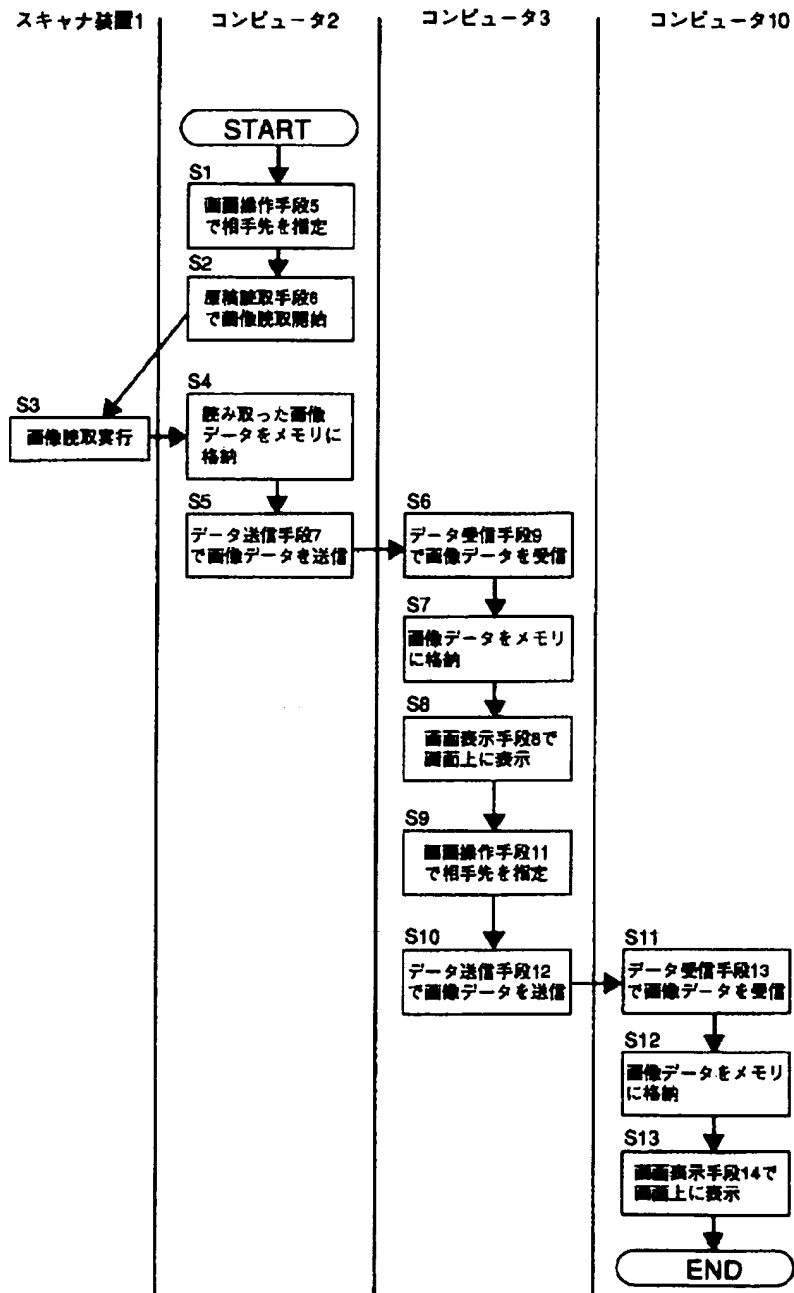 スキャナ装置1
コンピュータ2
コンピュータ3
コンピュータ10
START
S1
画面操作手段5
で相手先を指定
S2
原稿読取手段6
で画像読取開始
S3
画像読取実行
S4
読み取った画像
データをメモリに
格納
S5
データ送信手段7
で画像データを送信
S6
データ受信手段9
で画像データを受信
S7
画像データをメモリ
に格納
S8
画面表示手段8で
画面上に表示
S9
画面操作手段11
で相手先を指定
S10
データ送信手段12
で画像データを送信
S11
データ受信手段13
で画像データを受信
S12
画像データをメモリ
に格納
S13
画面表示手段14で
画面上に表示
END